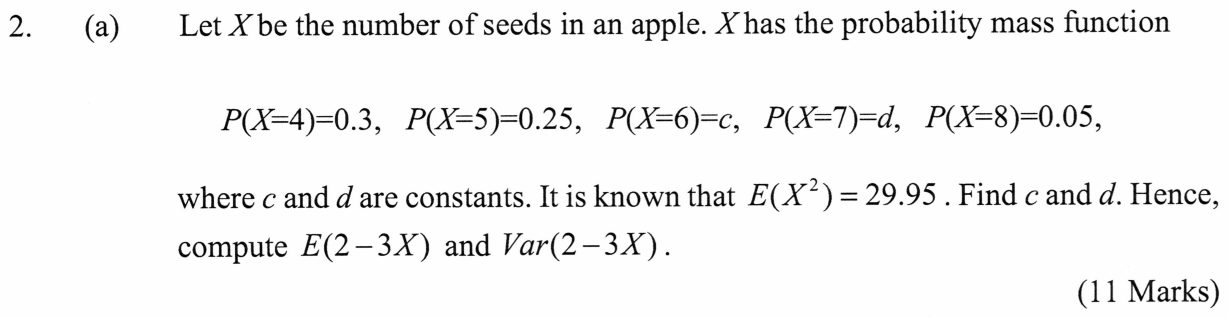 2. (a) Let X be the number of seeds in an apple. X has the probability mass function
P(X=4)=0.3, P(X=5)=0.25, P(X=6)=c, P(X=7)=d, P(X=8)=0.05,
where c and d are constants. It is known that E(X²) = 29.95 . Find c and d. Hence,
compute E(2−3X) and Var(2−3X) .
(11 Marks)